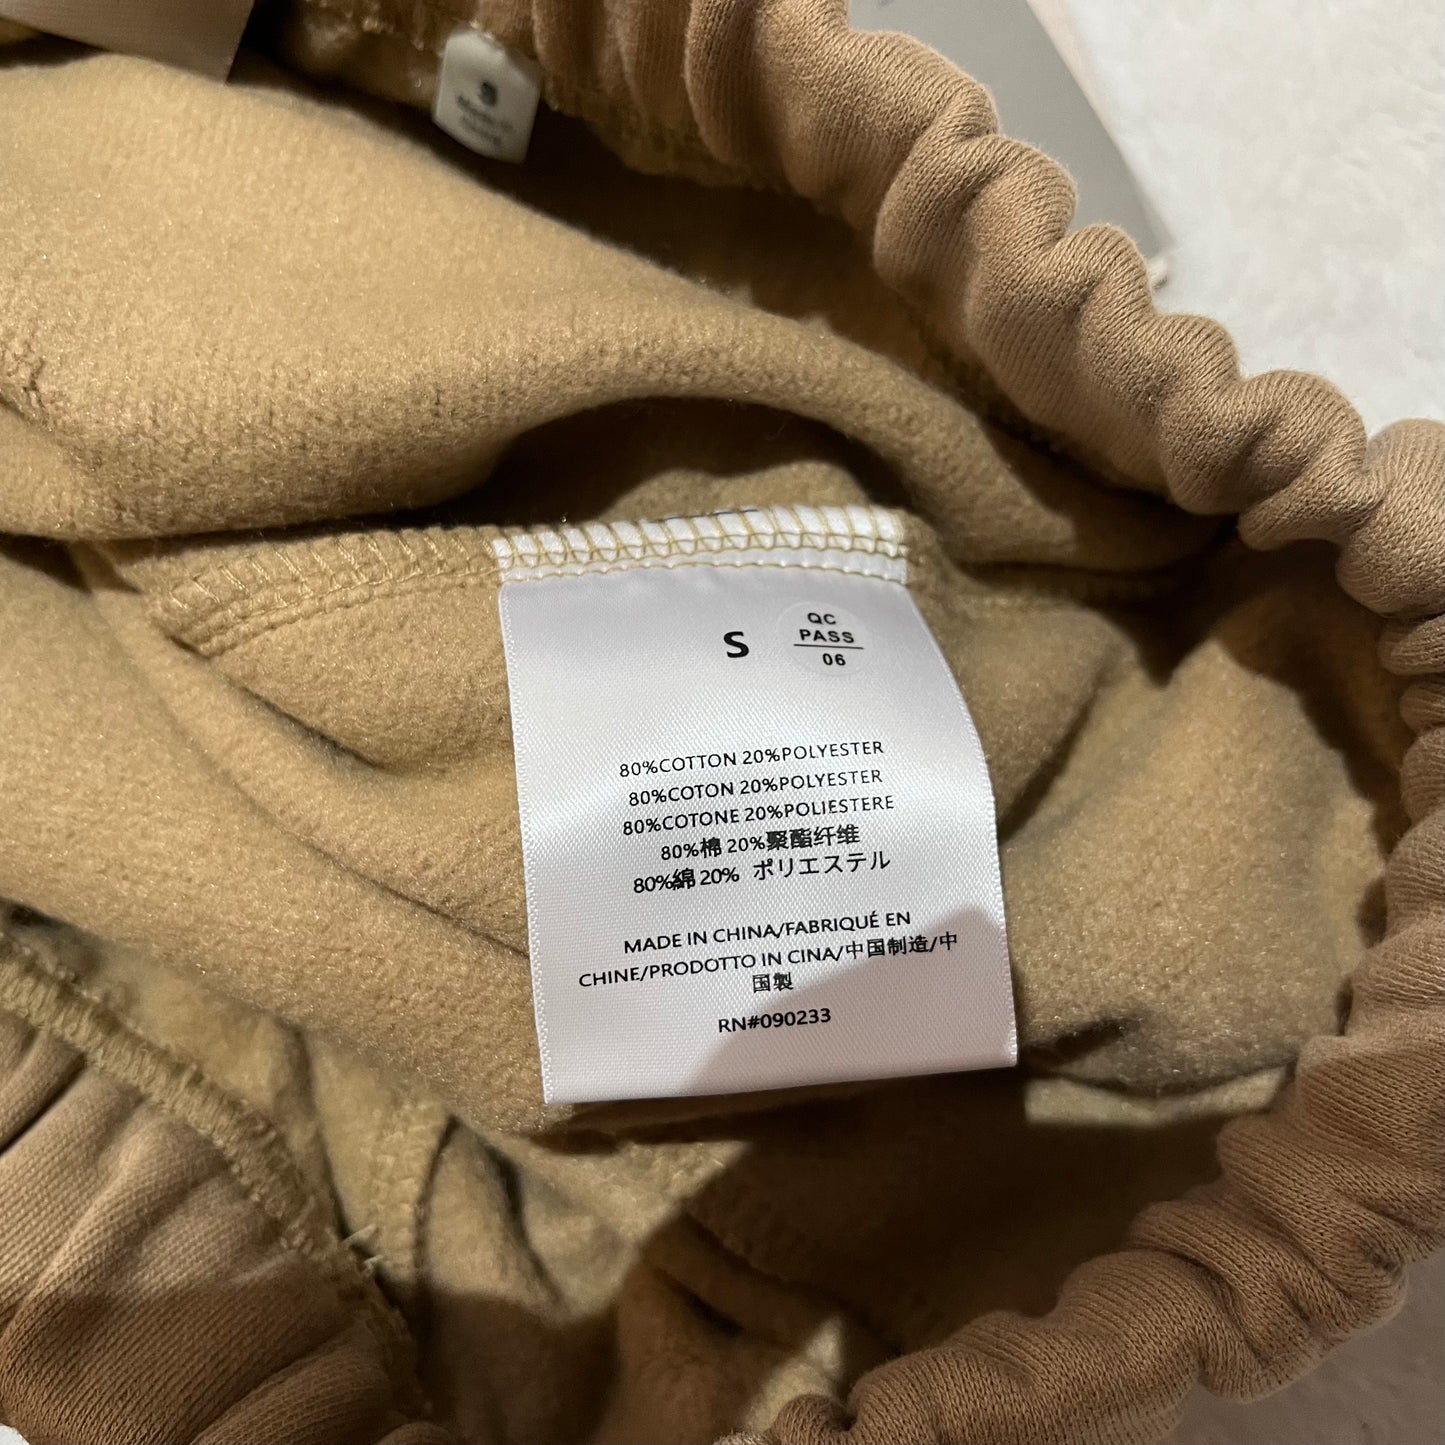 S
QC
PASS
06
80%COTTON 20%POLYESTER
80%COTON 20%POLYESTER
80%COTONE 20%POLIESTERE
80%棉 20%聚酯纤维
80%綿 20% ポリエステル
MADE IN CHINA/FABRIQUÉ EN
CHINE/PRODOTTO IN CINA/中国制造/中
国製
RN#090233